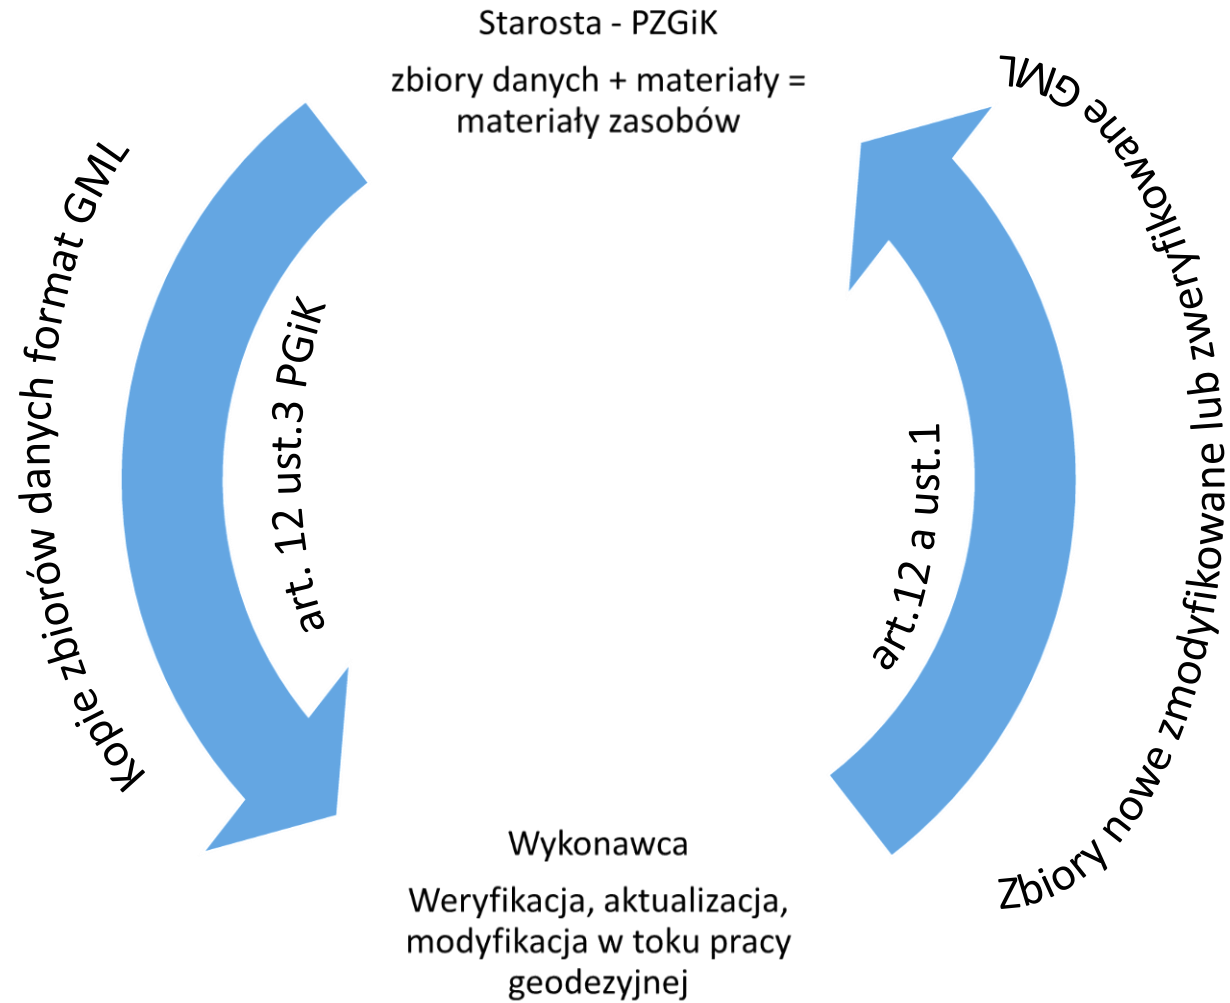 Starosta - PZGiK
zbiory danych + materiały =
materiały zasobów
Kopie zbiorów danych format GML
art. 12 ust.3 PGiK
art.12 a ust.1
Zbiory nowe zmodyfikowane lub zweryfikowane GML
Wykonawca
Weryfikacja, aktualizacja,
modyfikacja w toku pracy
geodezyjnej